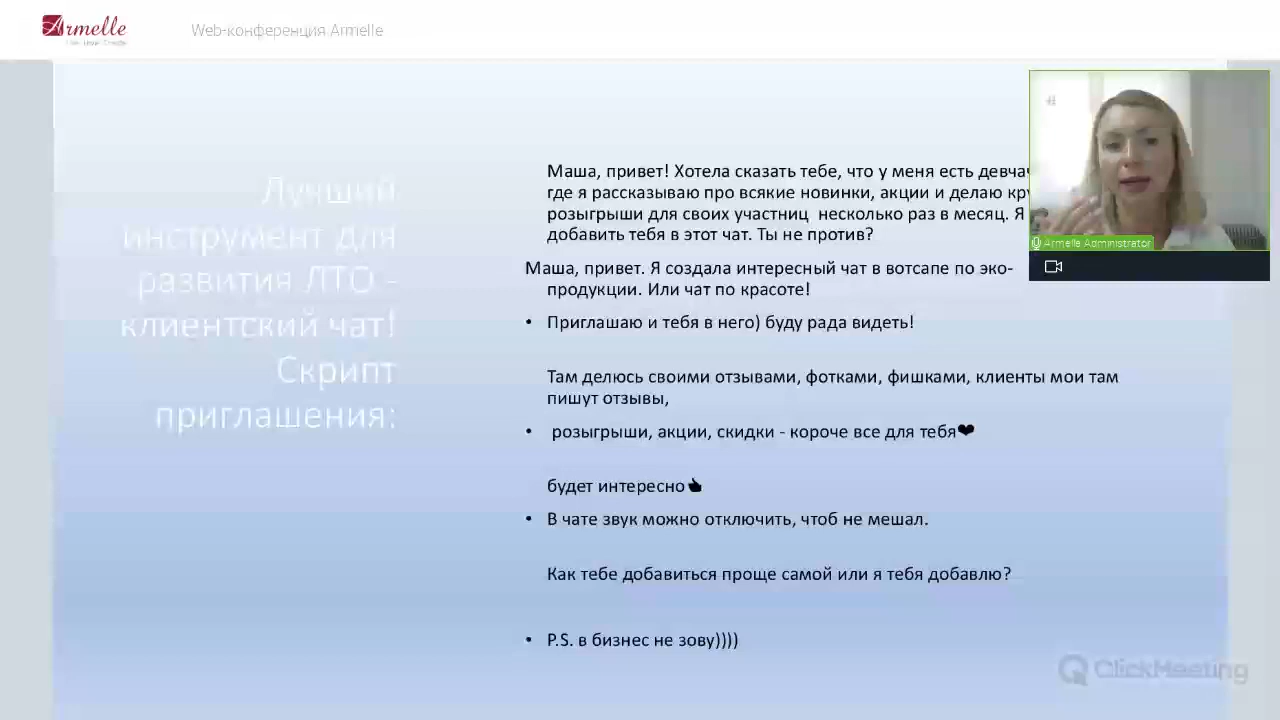 Armelle
Web-конференция Armelle
Лучший
инструмент для
развития ЛТО -
клиентский чат!
Скрипт
приглашения:
Маша, привет! Хотела сказать тебе, что у меня есть
где я рассказываю про всякие новинки, акции и делаю
розыгрыши для своих участниц несколько раз в месяц. Я
добавить тебя в этот чат. Ты не против?
Маша, привет. Я создала интересный чат в вотсапе по эко-
продукции. Или чат по красоте!
• Приглашаю и тебя в него) буду рада видеть!
Там делюсь своими отзывами, фотками, фишками, клиенты мои там
пишут отзывы,
• розыгрыши, акции, скидки - короче все для тебя❤
будет интересно👍
• В чате звук можно отключить, чтоб не мешал.
Как тебе добавиться проще самой или я тебя добавлю?
• P.S. в бизнес не зову))))
Armelle Administrator
ClickMeeting